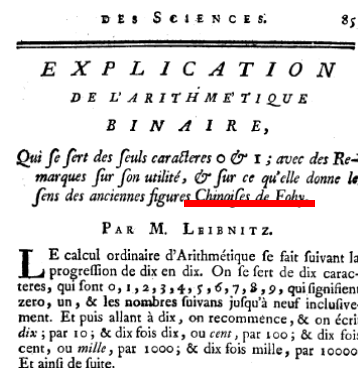 DES SCIENCES. 85
EXPLICATION
DE L'ARITHMÉTIQUE
BINAIRE,
Qui se sert des seuls caracteres 0 & 1 ; avec des Re-
marques sur son utilité, & sur ce qu'elle donne le
sens des anciennes figures Chinoises de Fohy.
PAR M. LEIBNITZ.
LE calcul ordinaire d'Arithmétique se fait suivant la
progression de dix en dix. On se sert de dix carac-
teres, qui sont 0, 1, 2, 3, 4, 5, 6, 7, 8, 9, qui signifient
zero, un, & les nombres suivans jusqu'à neuf inclusive-
ment. Et puis allant à dix, on recommence, & on écrit
dix ; par 10 ; & dix fois dix, ou cent, par 100 ; & dix fois
cent, ou mille, par 1000 ; & dix fois mille, par 10000
Et ainsi de suite.